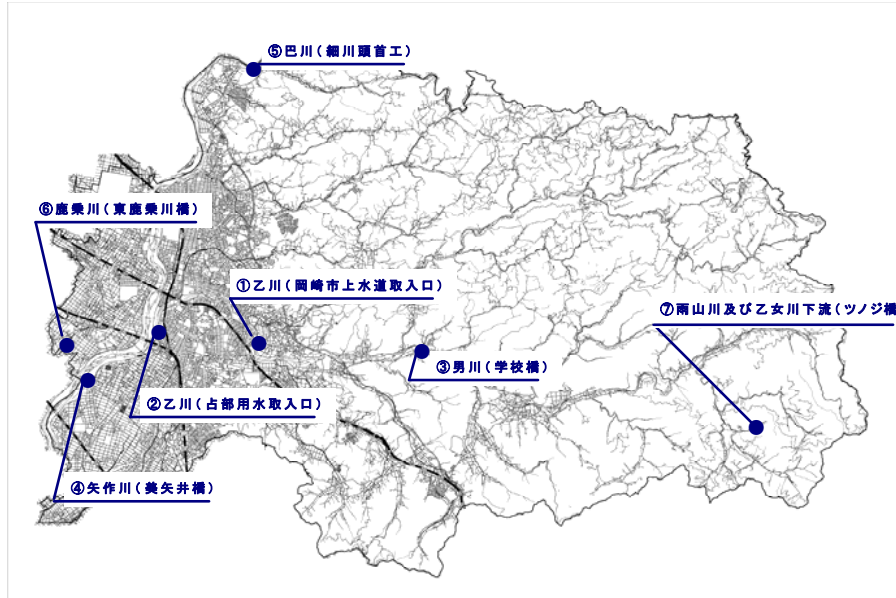 ⑤巴川(細川頭首工)
⑥鹿乗川(東鹿乗川橋)
①乙川(岡崎市上水道取入口)
⑦雨山川及び乙女川下流(ツノジ橋
③男川(学校橋)
②乙川(占部用水取入口)
④矢作川(美矢井橋)